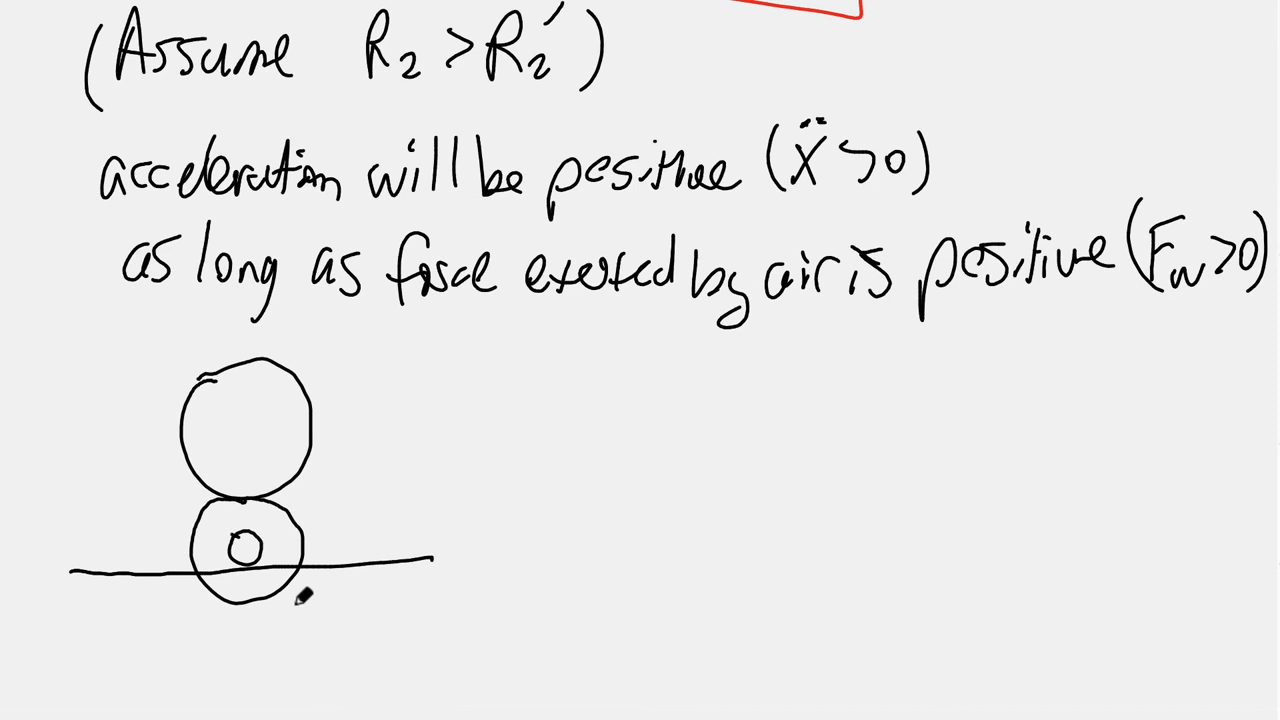 (Assume R₂ > R₂′)
acceleration will be positive (ẍ > 0)
as long as force exerted by air is positive (Fw > 0)